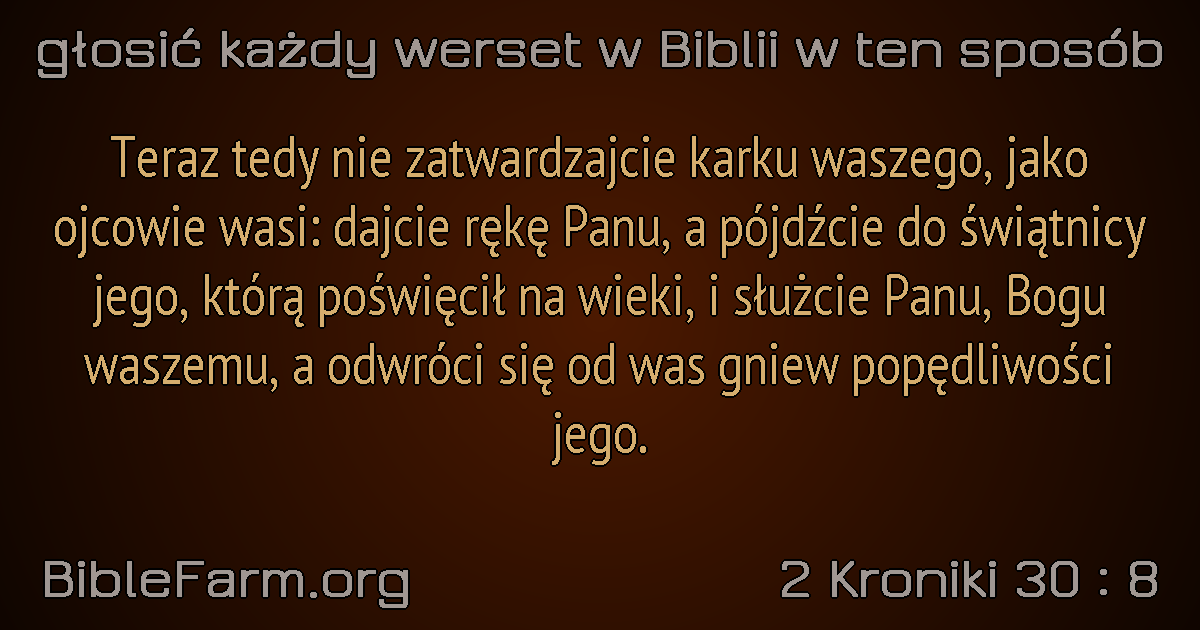 głosić każdy werset w Biblii w ten sposób
Teraz tedy nie zatwardzajcie karku waszego, jako
ojcowie wasi: dajcie rękę Panu, a pójdźcie do świątnicy
jego, którą poświęcił na wieki, i służcie Panu, Bogu
waszemu, a odwróci się od was gniew popędliwości
jego.
BibleFarm.org
2 Kroniki 30 : 8